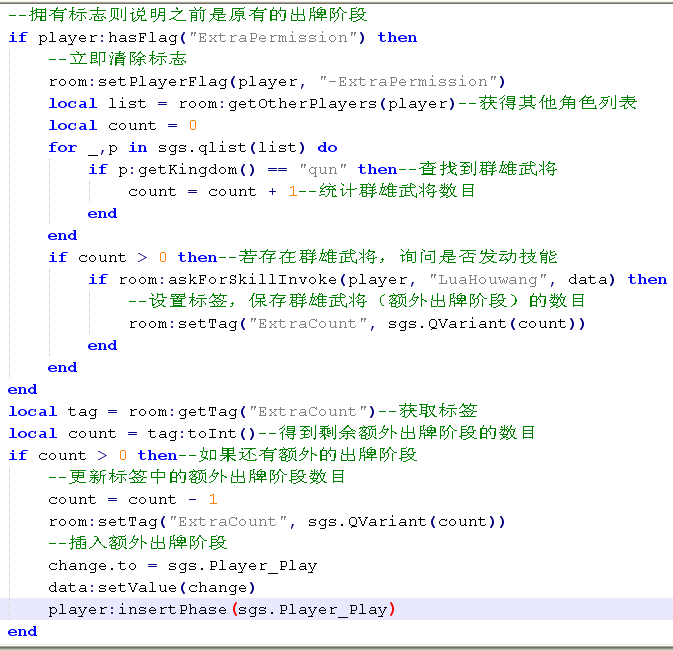 --拥有标志则说明之前是原有的出牌阶段
if player:hasFlag("ExtraPermission") then
    --立即清除标志
    room:setPlayerFlag(player, "-ExtraPermission")
    local list = room:getOtherPlayers(player)--获得其他角色列表
    local count = 0
    for _,p in sgs.qlist(list) do
        if p:getKingdom() == "qun" then--查找到群雄武将
            count = count + 1--统计群雄武将数目
        end
    end
    if count > 0 then--若存在群雄武将，询问是否发动技能
        if room:askForSkillInvoke(player, "LuaHouwang", data) then
            --设置标签，保存群雄武将（额外出牌阶段）的数目
            room:setTag("ExtraCount", sgs.QVariant(count))
        end
    end
end
local tag = room:getTag("ExtraCount")--获取标签
local count = tag:toInt()--得到剩余额外出牌阶段的数目
if count > 0 then--如果还有额外的出牌阶段
    --更新标签中的额外出牌阶段数目
    count = count - 1
    room:setTag("ExtraCount", sgs.QVariant(count))
    --插入额外出牌阶段
    change.to = sgs.Player_Play
    data:setValue(change)
    player:insertPhase(sgs.Player_Play)
end